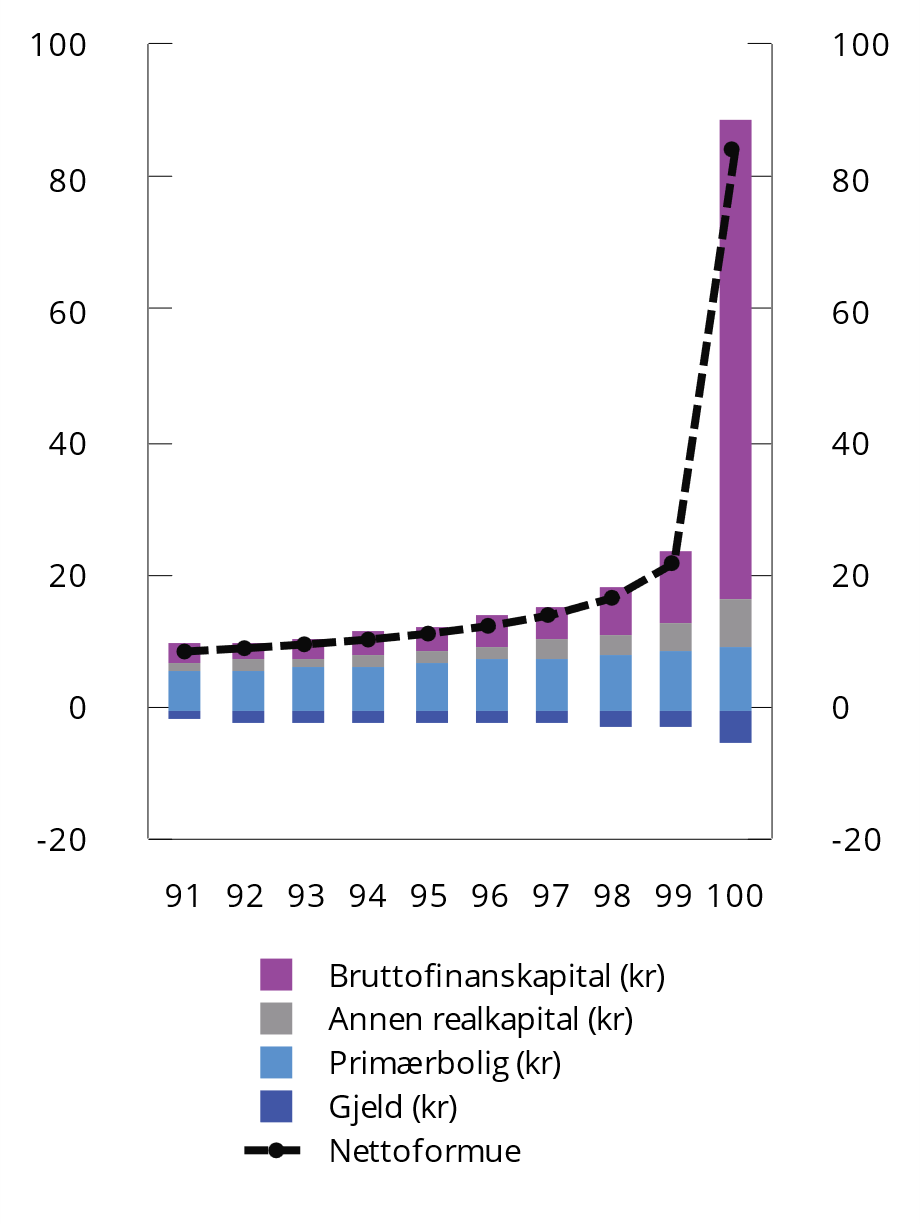 100 100
80 80
60 60
40 40
20 20
0 0
-20 -20
91 92 93 94 95 96 97 98 99 100
Bruttofinanskapital (kr)
Annen realkapital (kr)
Primærbolig (kr)
Gjeld (kr)
Nettoformue